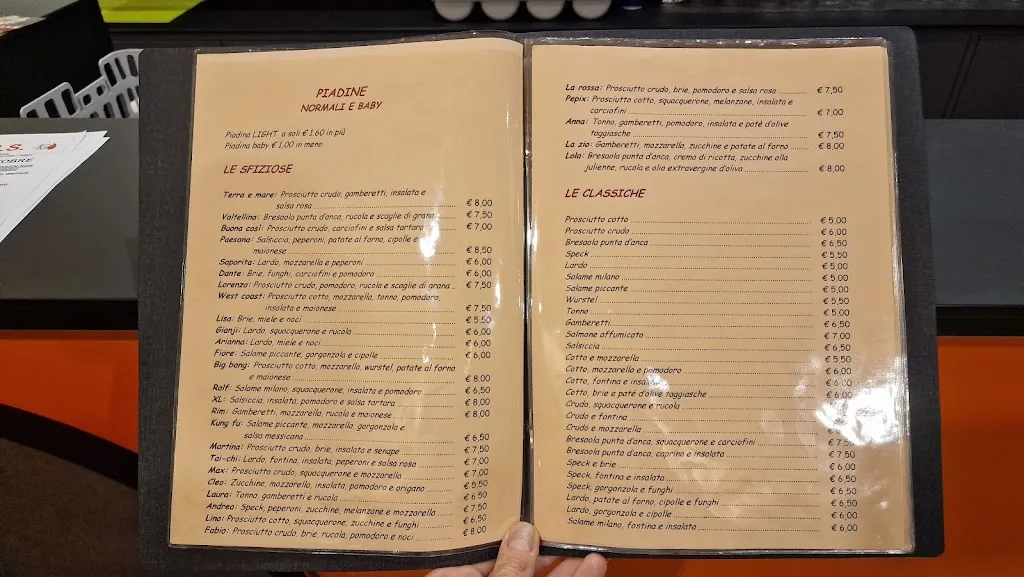 .S.
TOBRE
PIADINE
NORMALI E BABY
Piadina LIGHT a soli € 1.60 in più
Piadina baby € 1,00 in meno
LE SFIZIOSE
Terra e mare: Prosciutto crudo, gamberetti, insalata e
salsa rosa € 8,00
Valtellina: Bresaola punta d'anca, rucola e scaglie di grana € 7,50
Buona così: Prosciutto crudo, carciofini e salsa tartara € 7,00
Paesana: Salsiccia, peperoni, patate al forno, cipolle e
maionese € 8,50
Saporita: Lardo, mozzarella e peperoni € 6,00
Dante: Brie, funghi, carciofini e pomodoro € 6,00
Lorenzo: Prosciutto crudo, pomodoro, rucola e scaglie di grana € 7,50
West coast: Prosciutto cotto, mozzarella, tonno, pomodoro,
insalata e maionese € 7,50
Lisa: Brie, miele e noci € 5,50
Gianji: Lardo, squacquerone e rucola € 6,00
Arianna: Lardo, miele e noci € 6,00
Fiore: Salame piccante, gorgonzola e cipolle € 6,00
Big bang: Prosciutto cotto, mozzarella, wurstel, patate al forno
e maionese € 8,00
Ralf: Salame milano, squacquerone, insalata e pomodoro € 6,50
XL: Salsiccia, insalata, pomodoro e salsa tartara € 8,00
Rim: Gamberetti, mozzarella, rucola e maionese € 8,00
Kung fu: Salame piccante, mozzarella, gorgonzola e
salsa messicana € 6,50
Martina: Prosciutto crudo, brie, insalata e senape € 7,50
Tai-chi: Lardo, fontina, insalata, peperoni e salsa rosa € 7,00
Max: Prosciutto crudo, squacquerone e mozzarella € 7,00
Cleo: Zucchine, mozzarella, insalata, pomodoro e origano € 5,50
Laura: Tonno, gamberetti e rucola € 6,50
Andrea: Speck, peperoni, zucchine, melanzane e mozzarella € 7,50
Lino: Prosciutto cotto, squacquerone, zucchine e funghi € 6,50
Fabio: Prosciutto crudo, brie, rucola, pomodoro e noci € 8,00
La rossa: Prosciutto crudo, brie, pomodoro e salsa rosa € 7,50
Pepix: Prosciutto cotto, squacquerone, melanzane, insalata e
carciofini € 7,00
Anna: Tonno, gamberetti, pomodoro, insalata e patè d'olive
taggiasche € 7,50
La zio: Gamberetti, mozzarella, zucchine e patate al forno € 8,00
Lola: Bresaola punta d'anca, crema di ricotta, zucchine alla
julienne, rucola e olio extravergine d'oliva € 8,00
LE CLASSICHE
Prosciutto cotto € 5,00
Prosciutto crudo € 6,00
Bresaola punta d'anca € 6,50
Speck € 5,50
Lardo € 5,00
Salame milano € 5,00
Salame piccante € 5,00
Wurstel € 5,50
Tonno € 5,00
Gamberetti € 6,50
Salmone affumicato € 7,00
Salsiccia € 6,50
Cotto e mozzarella € 5,50
Cotto, mozzarella e pomodoro € 6,00
Cotto, fontina e insalata € 6,00
Cotto, brie e patè d'olive taggiasche € 6,00
Crudo, squacquerone e rucola
Crudo e fontina
Crudo e mozzarella
Bresaola punta d'anca, squacquerone e carciofini € 7,50
Bresaola punta d'anca, caprino e insalata € 7,50
Speck e brie € 6,00
Speck, fontina e insalata € 6,50
Speck, gorgonzola e funghi € 6,50
Lardo, patate al forno, cipolle e funghi € 6,50
Lardo, gorgonzola e cipolle € 6,00
Salame milano, fontina e insalata € 6,00